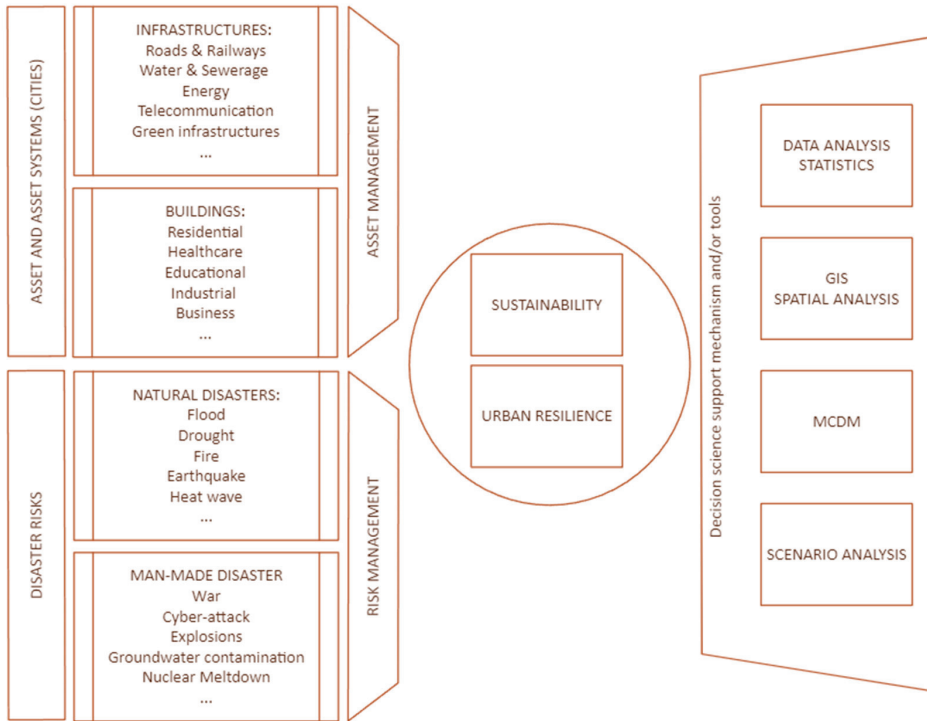 ASSET AND ASSET SYSTEMS (CITIES)
INFRASTRUCTURES:
Roads & Railways
Water & Sewerage
Energy
Telecommunication
Green infrastructures
...
BUILDINGS:
Residential
Healthcare
Educational
Industrial
Business
...
ASSET MANAGEMENT
DISASTER RISKS
NATURAL DISASTERS:
Flood
Drought
Fire
Earthquake
Heat wave
...
MAN-MADE DISASTER
War
Cyber-attack
Explosions
Groundwater contamination
Nuclear Meltdown
...
RISK MANAGEMENT
SUSTAINABILITY
URBAN RESILIENCE
Decision science support mechanism and/or tools
DATA ANALYSIS
STATISTICS
GIS
SPATIAL ANALYSIS
MCDM
SCENARIO ANALYSIS